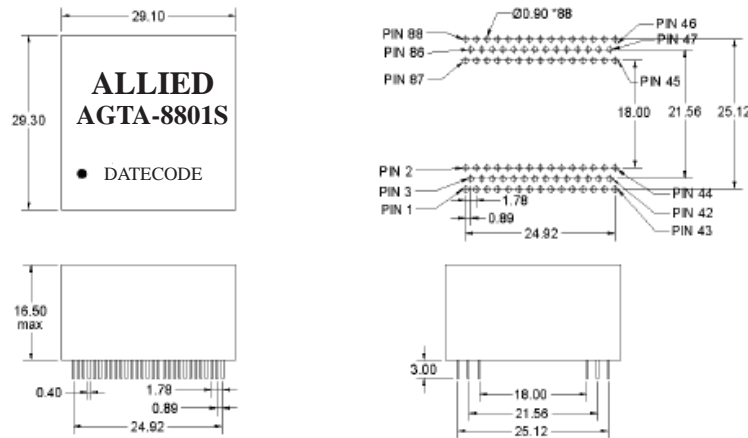 29.10
29.30
ALLIED
AGTA-8801S
DATECODE
Ø0.90 *88
PIN 88
PIN 86
PIN 87
PIN 46
PIN 47
PIN 45
18.00
21.56
25.12
PIN 2
PIN 3
PIN 1
PIN 44
PIN 42
PIN 43
1.78
0.89
24.92
16.50
max
0.40
1.78
0.89
24.92
3.00
18.00
21.56
25.12